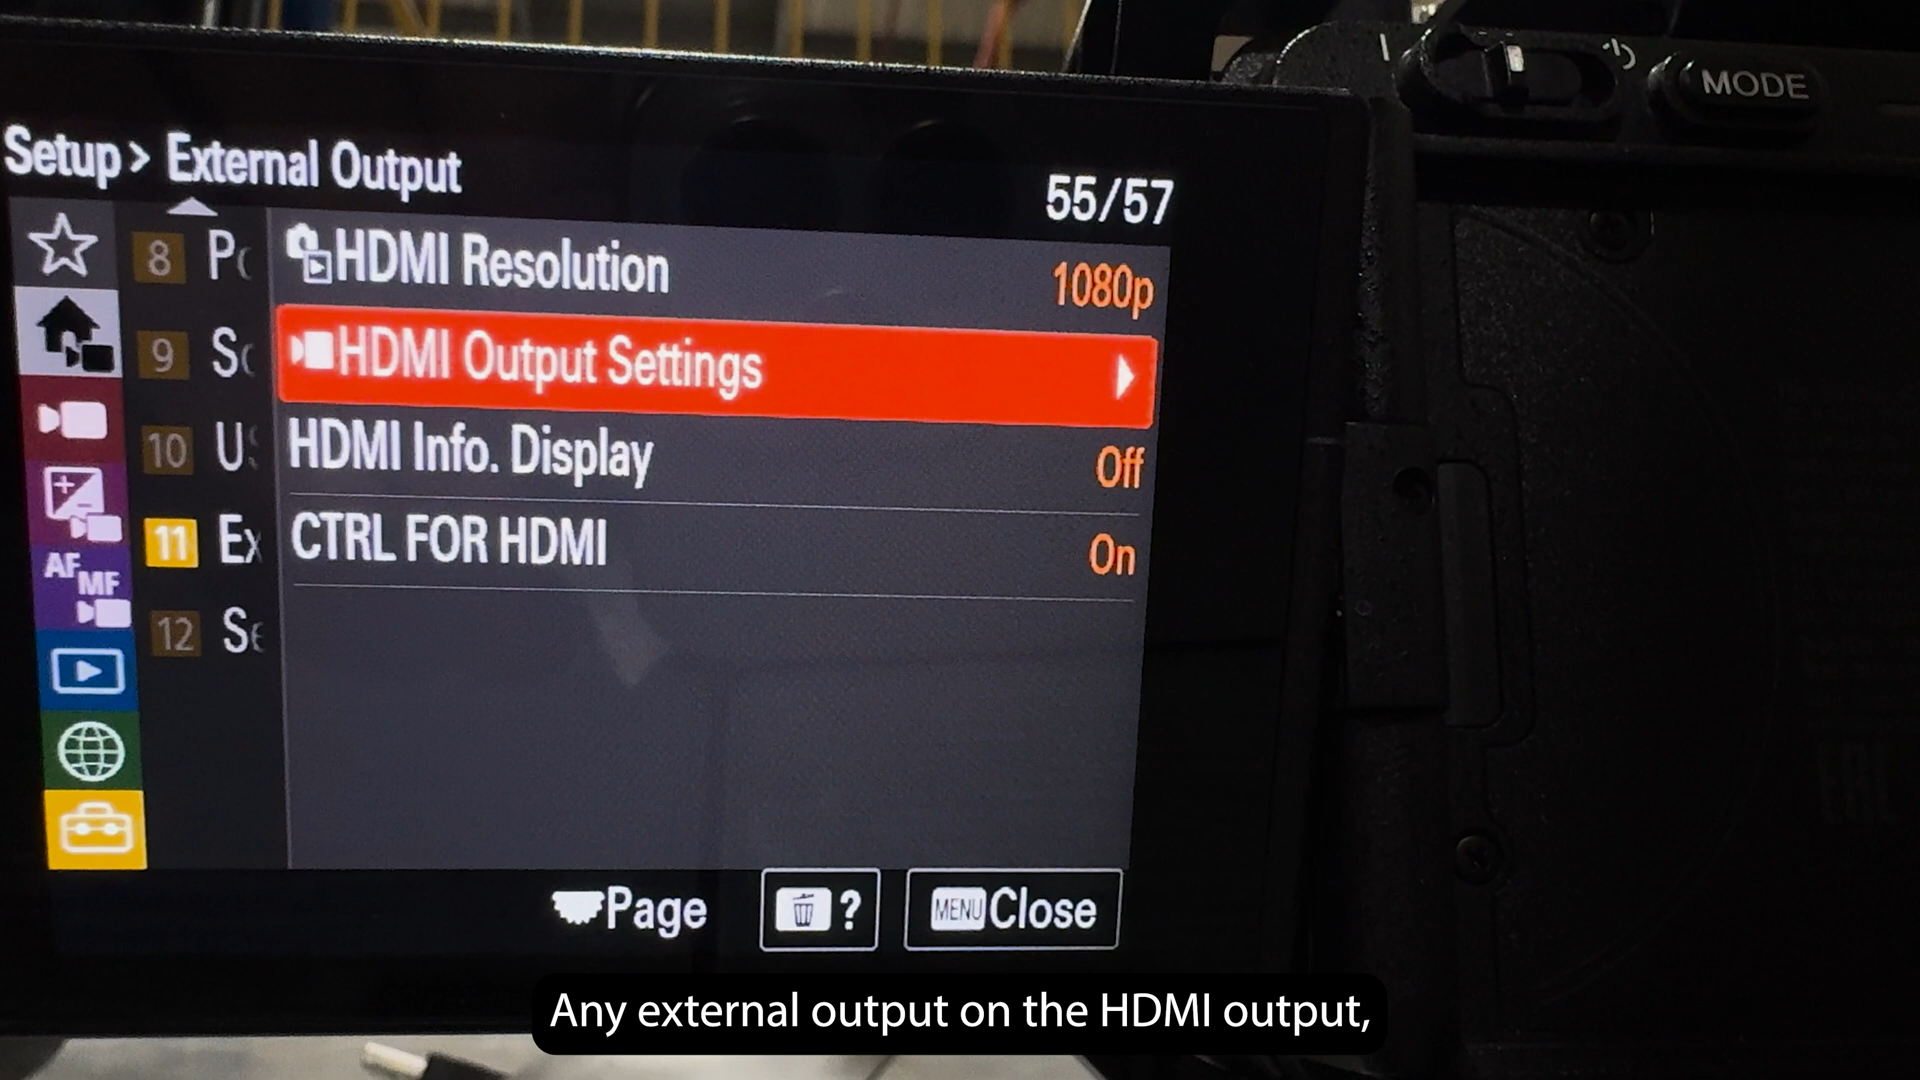 MODE
Setup > External Output
55/57
8
HDMI Resolution 1080p
9
HDMI Output Settings
10
HDMI Info. Display Off
11
CTRL FOR HDMI On
12
AF MF
Page
?
MENU Close
Any external output on the HDMI output,